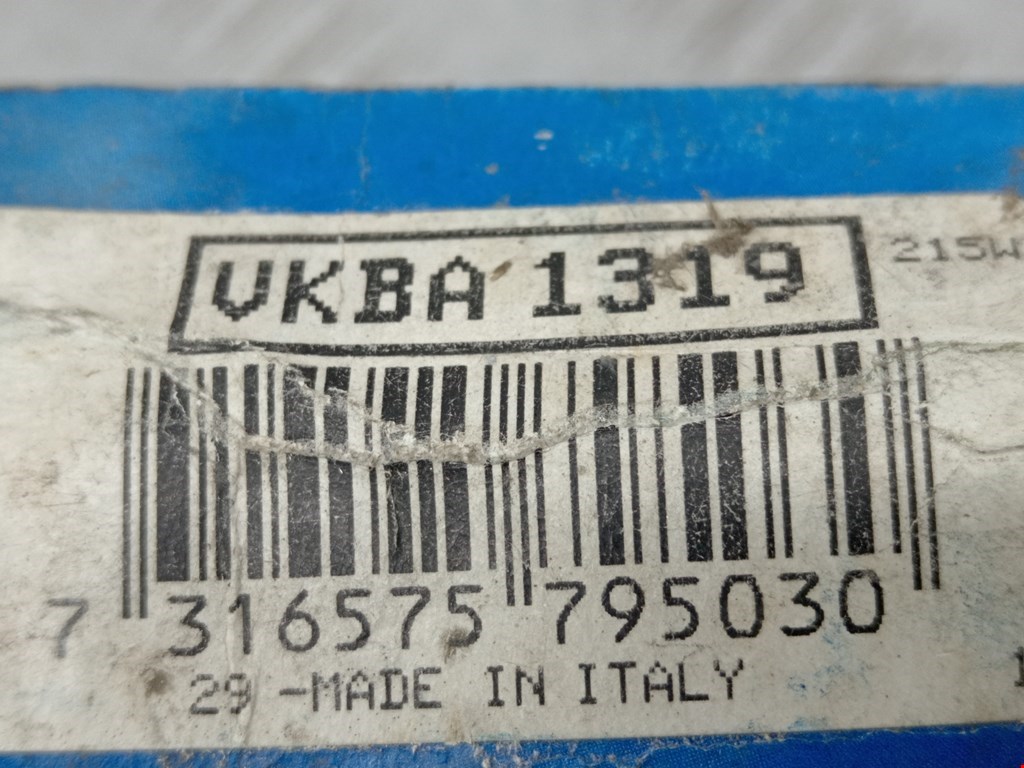 VKBA 1319
215W
7 316575 795030
29 -MADE IN ITALY